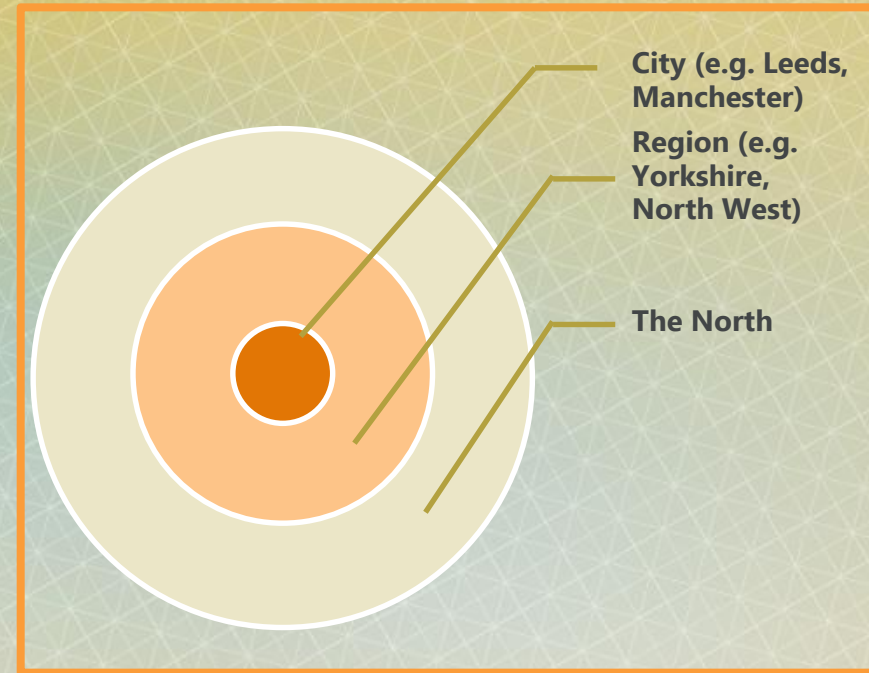 City (e.g. Leeds,
Manchester)
Region (e.g.
Yorkshire,
North West)
The North